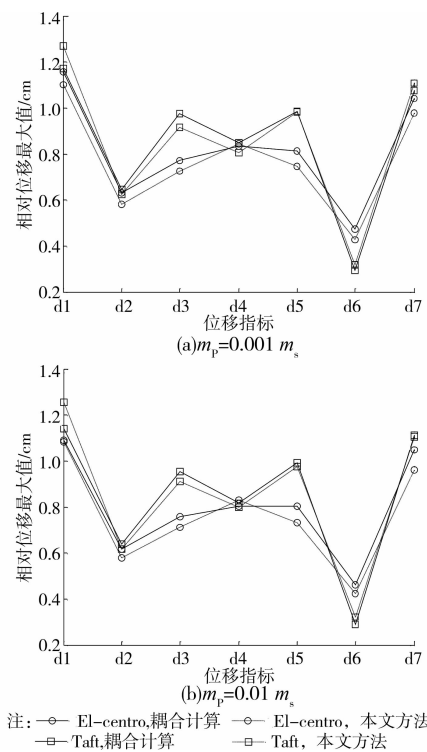 1.4
1.2
1.0
0.8
0.6
0.4
0.2
相对位移最大值/cm
d1 d2 d3 d4 d5 d6 d7
位移指标
(a)mP=0.001 ms
1.4
1.2
1.0
0.8
0.6
0.4
0.2
相对位移最大值/cm
d1 d2 d3 d4 d5 d6 d7
位移指标
(b)mP=0.01 ms
注: El-centro,耦合计算 El-centro, 本文方法
Taft,耦合计算 Taft, 本文方法